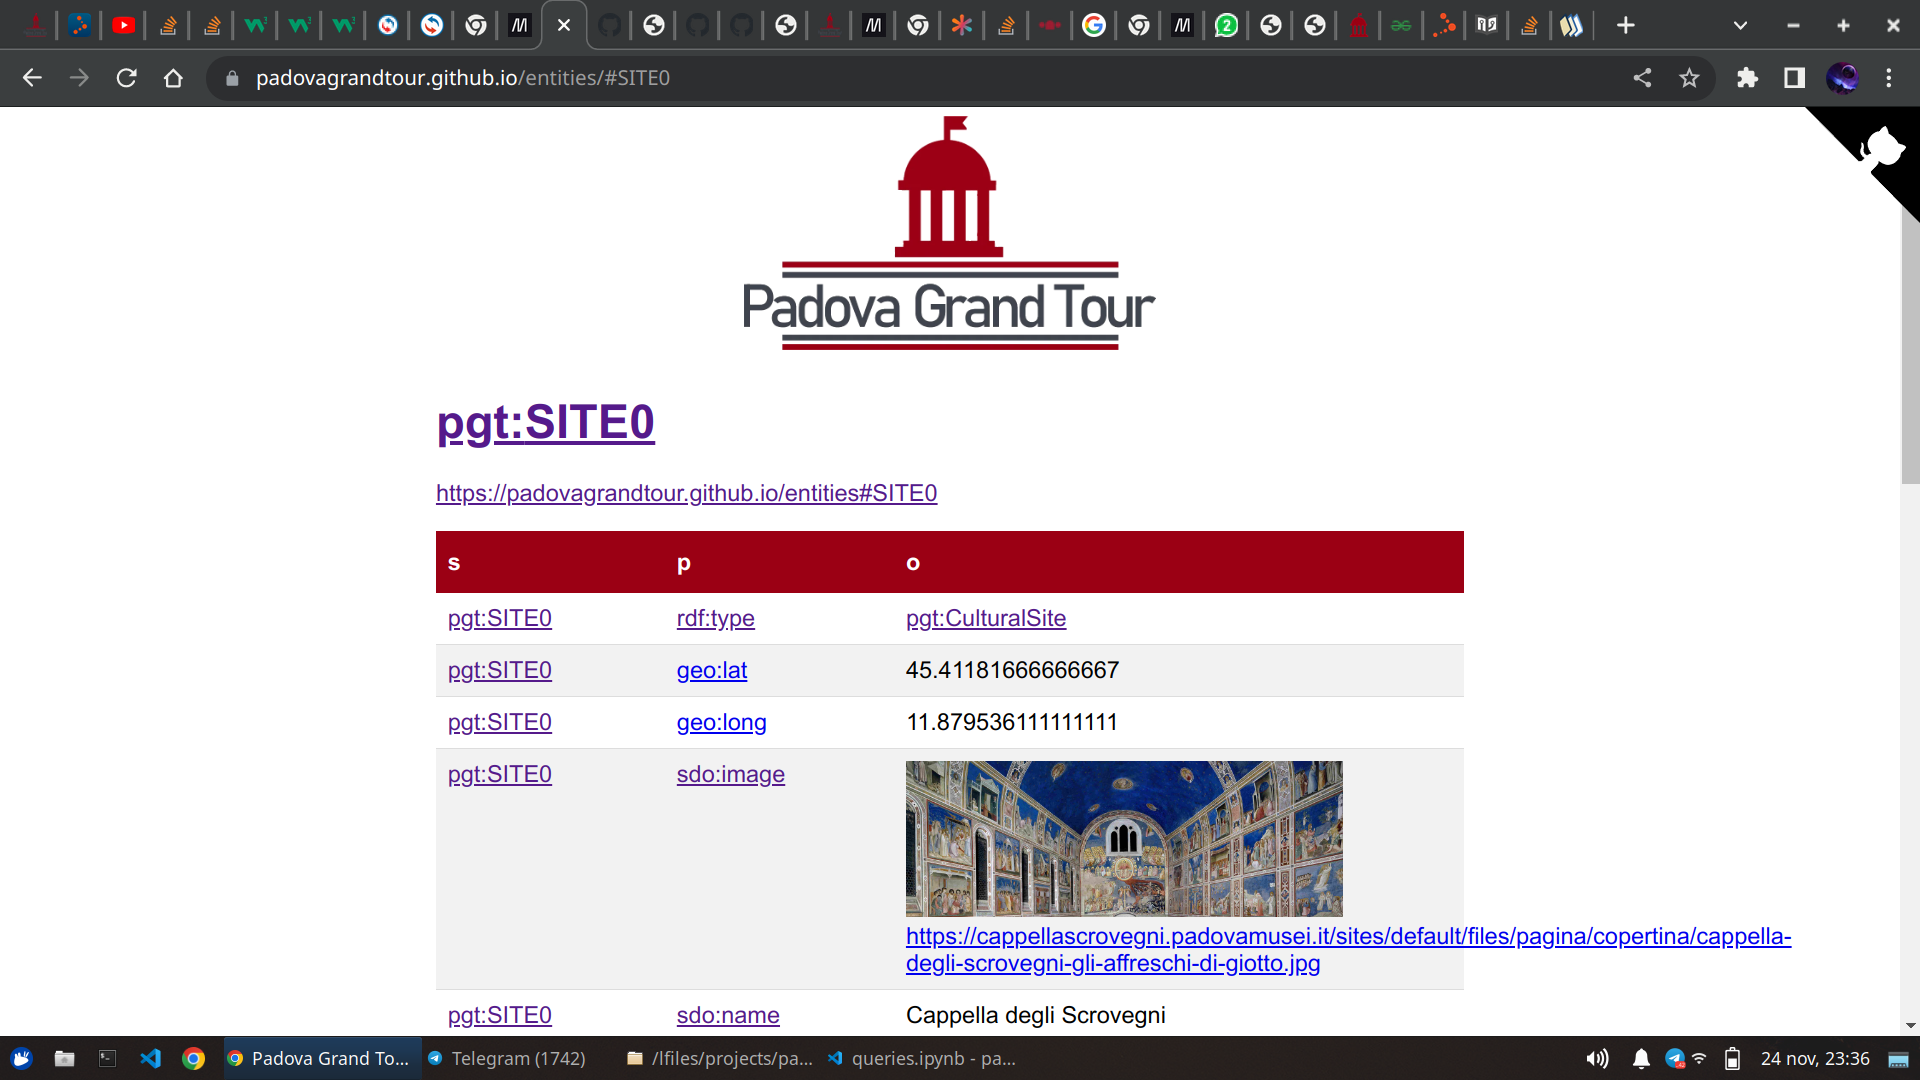 padovagrandtour.github.io/entities/#SITE0
Padova Grand Tour
pgt:SITE0
https://padovagrandtour.github.io/entities#SITE0
s p o
pgt:SITE0 rdf:type pgt:CulturalSite
pgt:SITE0 geo:lat 45.41181666666667
pgt:SITE0 geo:long 11.879536111111111
pgt:SITE0 sdo:image
https://cappellascrovegni.padovamusei.it/sites/default/files/pagina/copertina/cappella-
degli-scrovegni-gli-affreschi-di-giotto.jpg
pgt:SITE0 sdo:name Cappella degli Scrovegni
Padova Grand To... Telegram (1742) /lfiles/projects/pa... queries.ipynb - pa... 24 nov, 23:36